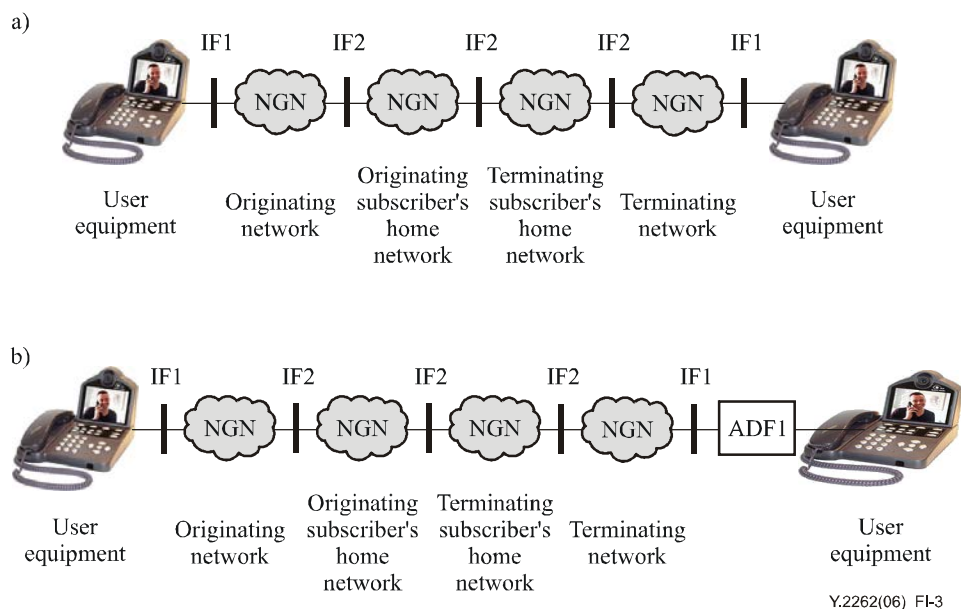 a)
IF1 IF2 IF2 IF2 IF1
NGN NGN NGN NGN
User
equipment
Originating
network
Originating
subscriber's
home
network
Terminating
subscriber's
home
network
Terminating
network
User
equipment
b)
IF1 IF2 IF2 IF2 IF1
NGN NGN NGN NGN ADF1
User
equipment
Originating
network
Originating
subscriber's
home
network
Terminating
subscriber's
home
network
Terminating
network
User
equipment
Y.2262(06)_FI-3